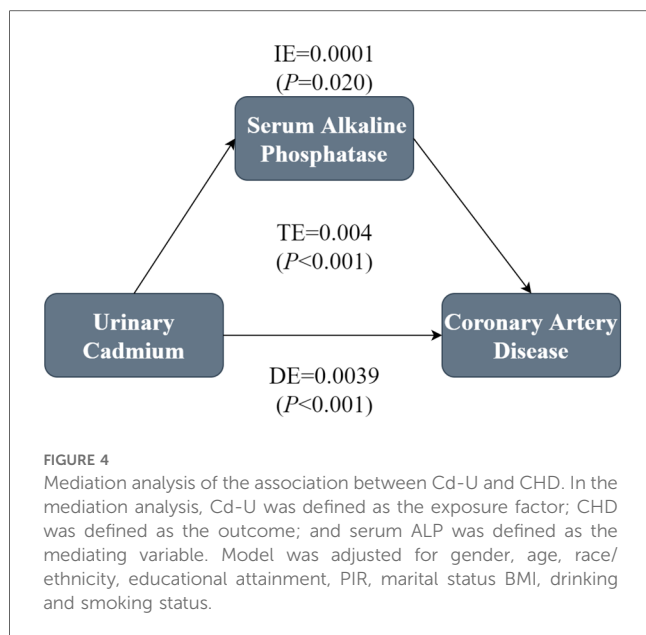 IE=0.0001
(P=0.020)
Serum Alkaline
Phosphatase
TE=0.004
(P<0.001)
Urinary
Cadmium
Coronary Artery
Disease
DE=0.0039
(P<0.001)
FIGURE 4
Mediation analysis of the association between Cd-U and CHD. In the
mediation analysis, Cd-U was defined as the exposure factor; CHD
was defined as the outcome; and serum ALP was defined as the
mediating variable. Model was adjusted for gender, age, race/
ethnicity, educational attainment, PIR, marital status BMI, drinking
and smoking status.